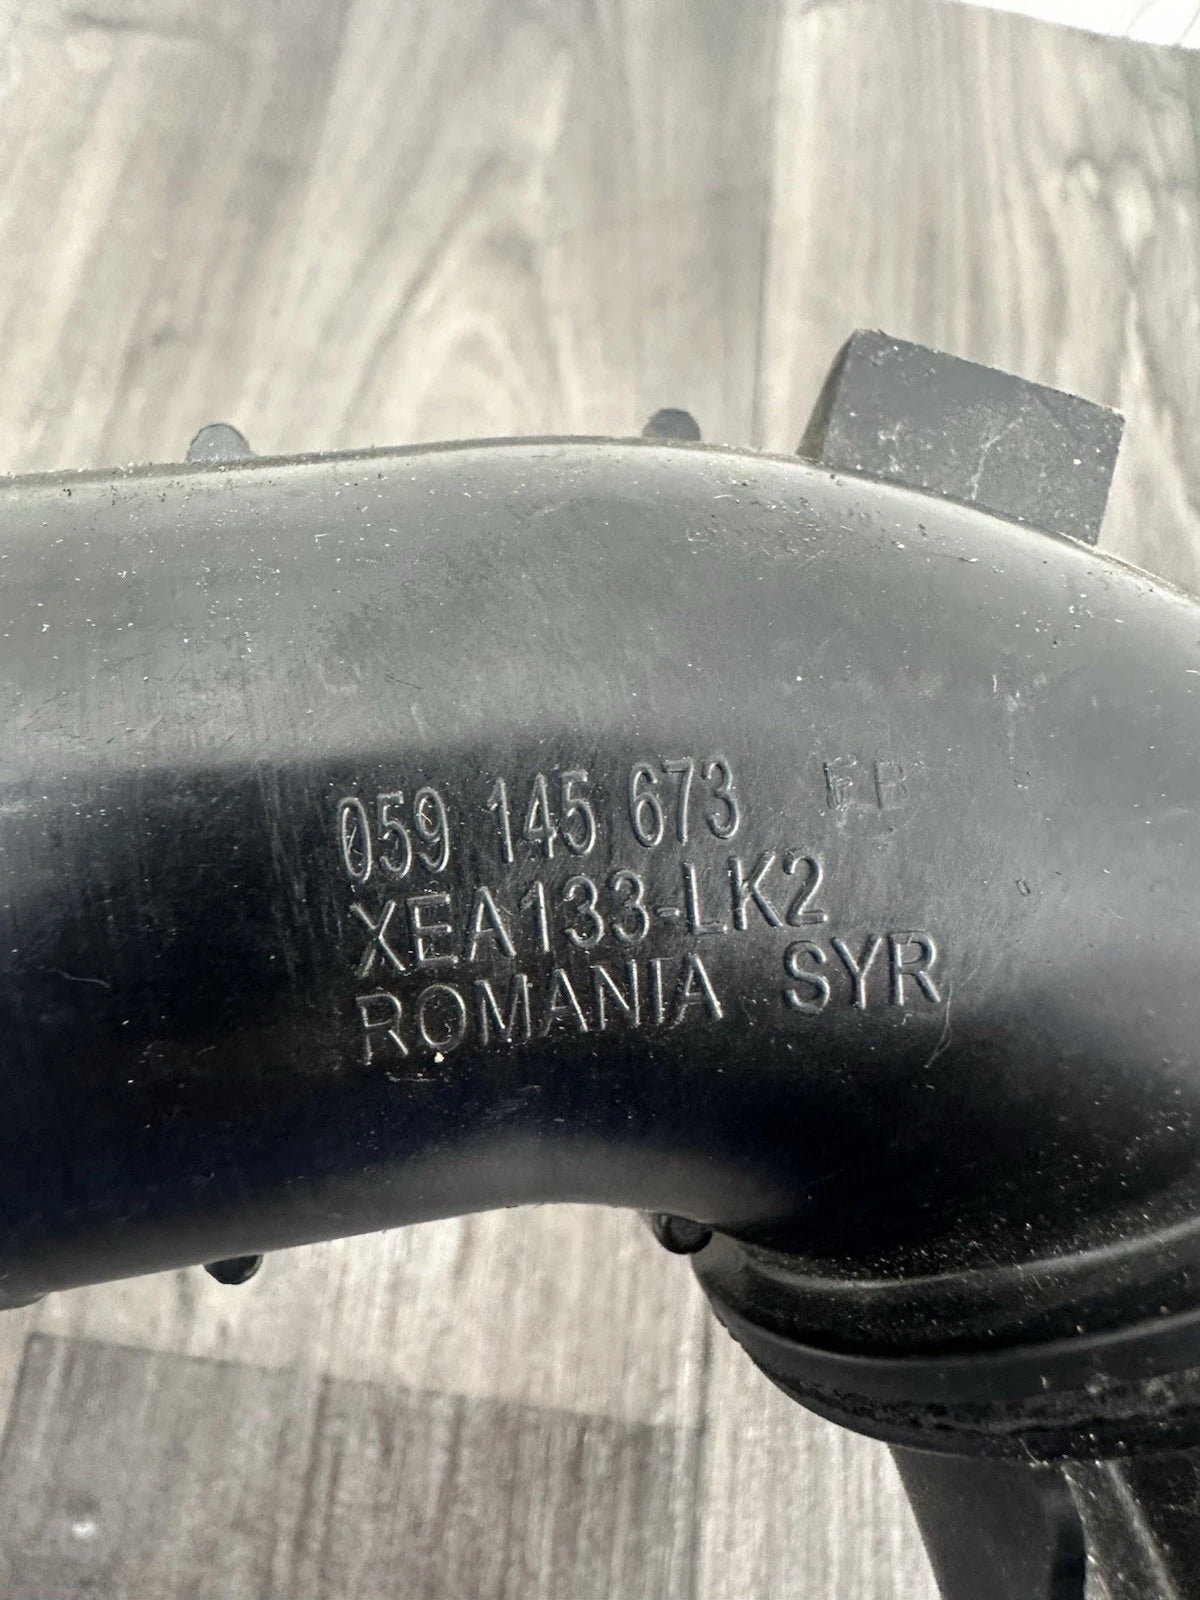 059 145 673
XEA133-LK2
ROMANIA SYR